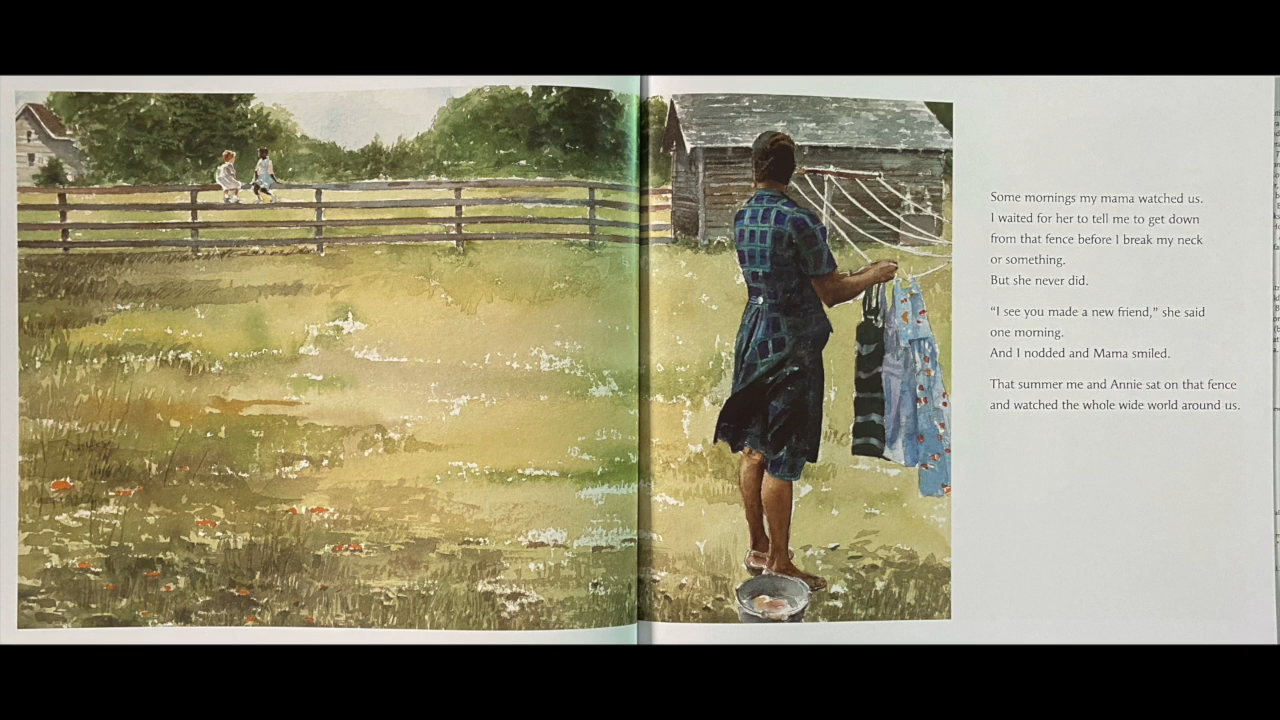 Some mornings my mama watched us.
I waited for her to tell me to get down
from that fence before I break my neck
or something.
But she never did.
“I see you made a new friend,” she said
one morning.
And I nodded and Mama smiled.
That summer me and Annie sat on that fence
and watched the whole wide world around us.